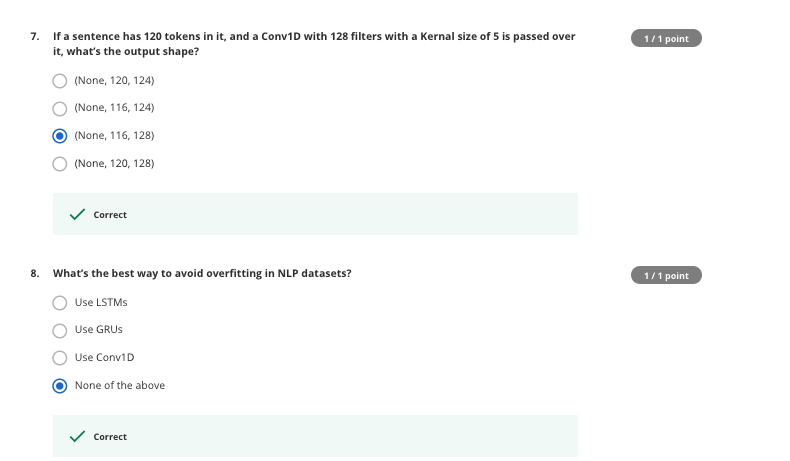 7. If a sentence has 120 tokens in it, and a Conv1D with 128 filters with a Kernal size of 5 is passed over
it, what's the output shape?
1 / 1 point
(None, 120, 124)
(None, 116, 124)
(None, 116, 128)
(None, 120, 128)
Correct
8. What's the best way to avoid overfitting in NLP datasets?
1 / 1 point
Use LSTMs
Use GRUs
Use Conv1D
None of the above
Correct